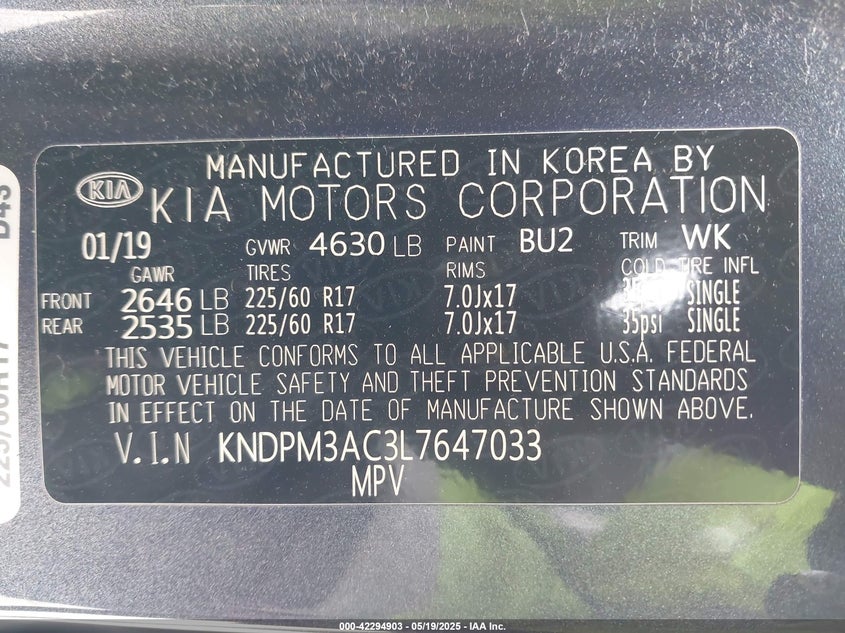 MANUFACTURED IN KOREA BY
KIA KIA MOTORS CORPORATION
01/19 GVWR 4630 LB PAINT BU2 TRIM WK
GAWR TIRES RIMS COLD TIRE INFL
FRONT 2646 LB 225/60 R17 7.0Jx17 35psi SINGLE
REAR 2535 LB 225/60 R17 7.0Jx17 35psi SINGLE
THIS VEHICLE CONFORMS TO ALL APPLICABLE U.S.A. FEDERAL
MOTOR VEHICLE SAFETY AND THEFT PREVENTION STANDARDS
IN EFFECT ON THE DATE OF MANUFACTURE SHOWN ABOVE.
V.I.N KNDPM3AC3L7647033
MPV
000-42294903 - 05/19/2025 - IAA Inc.